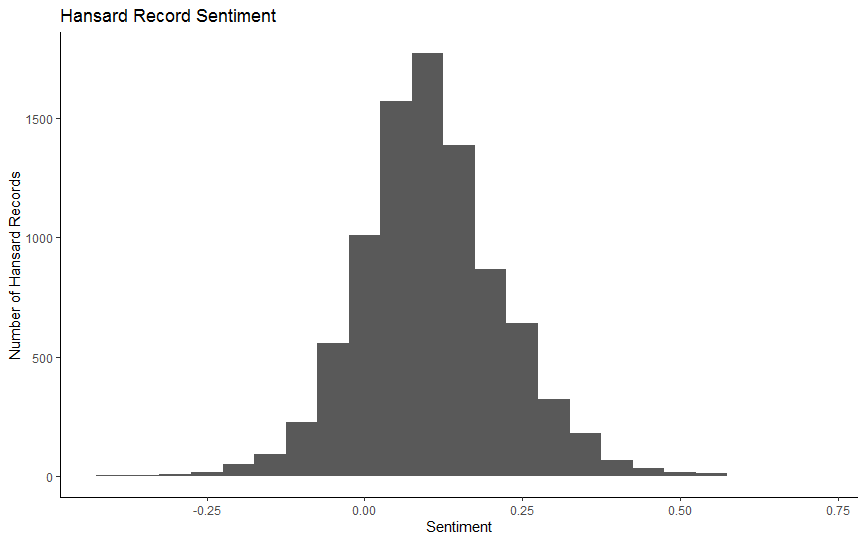 Hansard Record Sentiment
Number of Hansard Records
1500
1000
500
0
-0.25 0.00 0.25 0.50 0.75
Sentiment